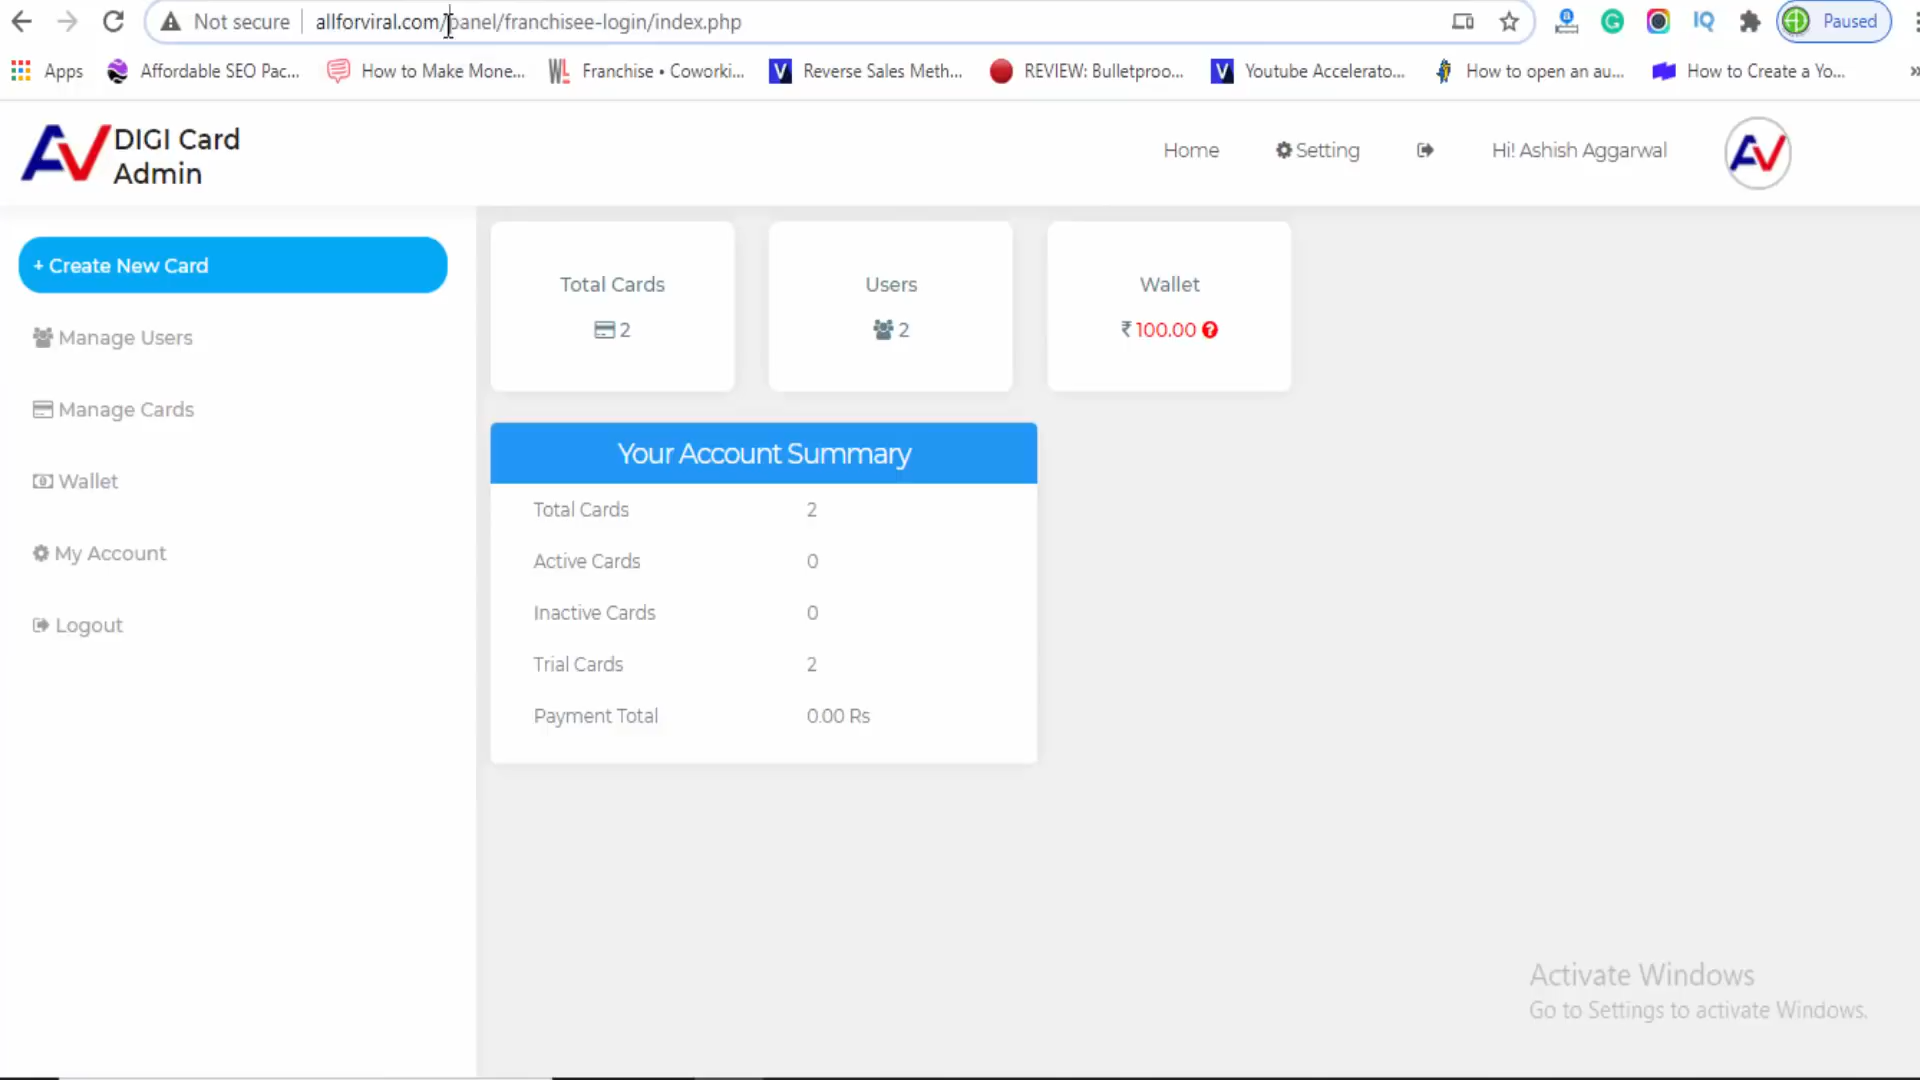 Not secure
allforviral.com/panel/franchisee-login/index.php
Paused
Apps
Affordable SEO Pac...
How to Make Mone...
WL
Franchise • Coworki...
V
Reverse Sales Meth...
REVIEW: Bulletproo...
V
Youtube Accelerato...
How to open an au...
How to Create a Yo...
»
AV
DIGI Card
Admin
Home
Setting
Hi! Ashish Aggarwal
AV
+ Create New Card
Manage Users
Manage Cards
Wallet
My Account
Logout
Total Cards
2
Users
2
Wallet
₹ 100.00 ?
Your Account Summary
Total Cards 2
Active Cards 0
Inactive Cards 0
Trial Cards 2
Payment Total 0.00 Rs
Activate Windows
Go to Settings to activate Windows.